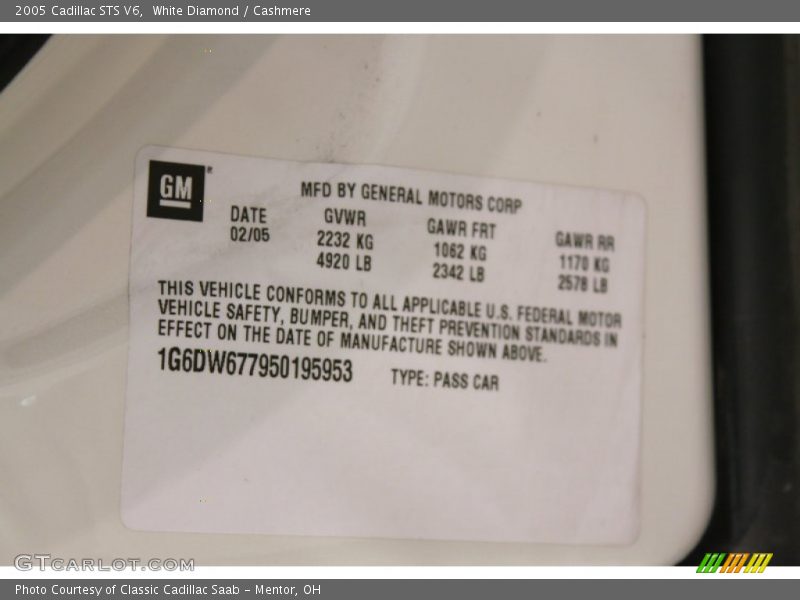 2005 Cadillac STS V6, White Diamond / Cashmere
GM®
MFD BY GENERAL MOTORS CORP
DATE GVWR GAWR FRT GAWR RR
02/05 2232 KG 1062 KG 1170 KG
4920 LB 2342 LB 2578 LB
THIS VEHICLE CONFORMS TO ALL APPLICABLE U.S. FEDERAL MOTOR
VEHICLE SAFETY, BUMPER, AND THEFT PREVENTION STANDARDS IN
EFFECT ON THE DATE OF MANUFACTURE SHOWN ABOVE.
1G6DW677950195953 TYPE: PASS CAR
GTCARLOT.COM
Photo Courtesy of Classic Cadillac Saab - Mentor, OH